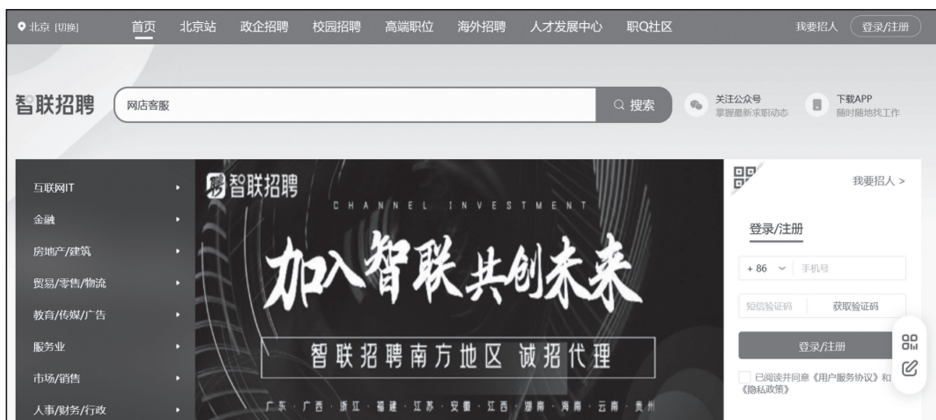 北京 [切换] 首页 北京站 政企招聘 校园招聘 高端职位 海外招聘 人才发展中心 职Q社区 我要招人 登录/注册
智联招聘 网店客服 搜索
关注公众号
掌握最新求职动态
下载APP
随时随地找工作
互联网IT
金融
房地产/建筑
贸易/零售/物流
教育/传媒/广告
服务业
市场/销售
人事/财务/行政
智联招聘
CHANNEL INVESTMENT
加入智联 共创未来
智联招聘南方地区 诚招代理
广东 · 广西 · 浙江 · 福建 · 江苏 · 安徽 · 江西 · 湖南 · 海南 · 云南 · 贵州
我要招人 >
登录/注册
+ 86 手机号
短信验证码 获取验证码
登录/注册
已阅读并同意《用户服务协议》和
《隐私政策》